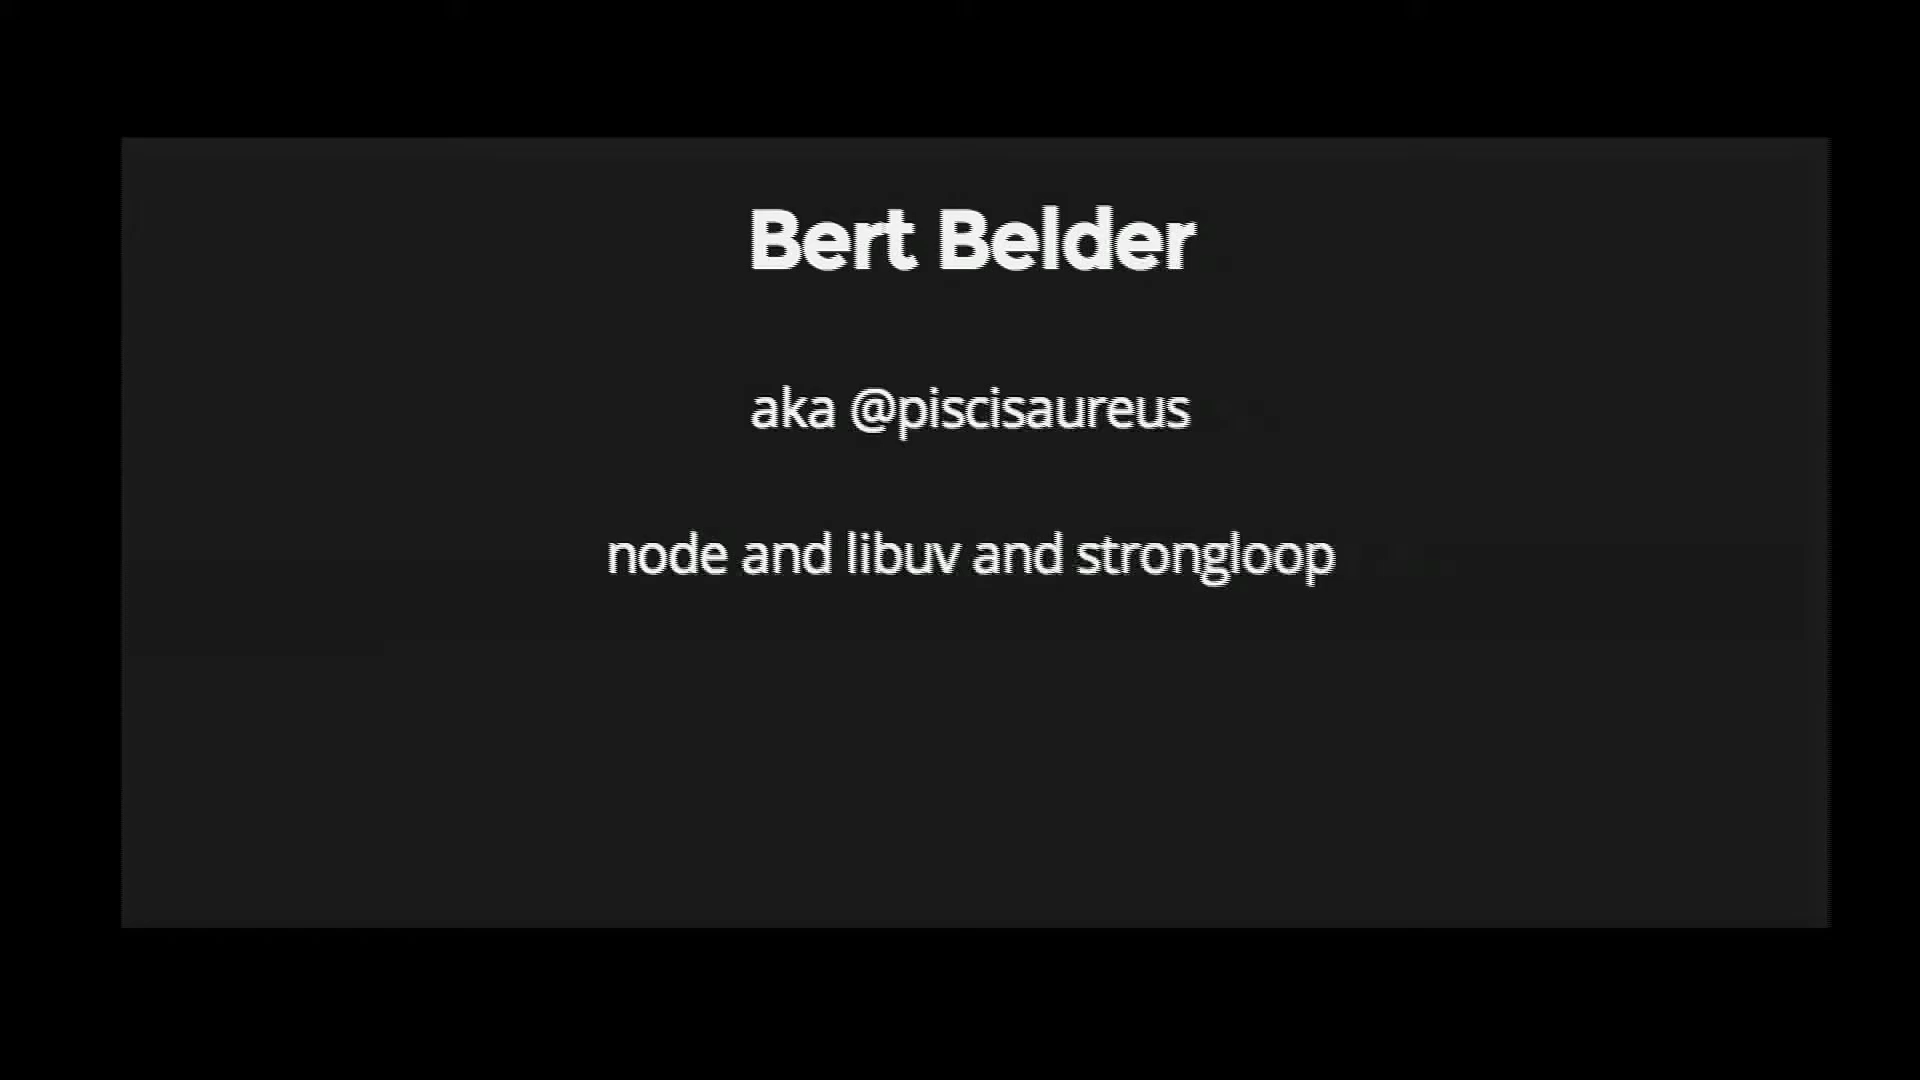 Bert Belder
aka @piscisaureus
node and libuv and strongloop